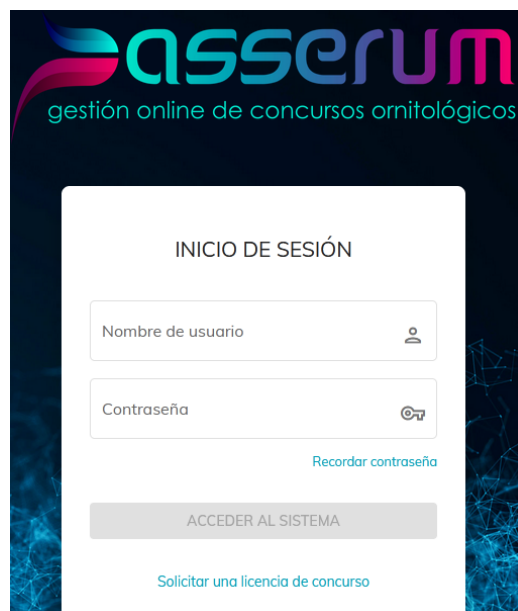 Passerum
gestión online de concursos ornitológicos
INICIO DE SESIÓN
Nombre de usuario
Contraseña
Recordar contraseña
ACCEDER AL SISTEMA
Solicitar una licencia de concurso